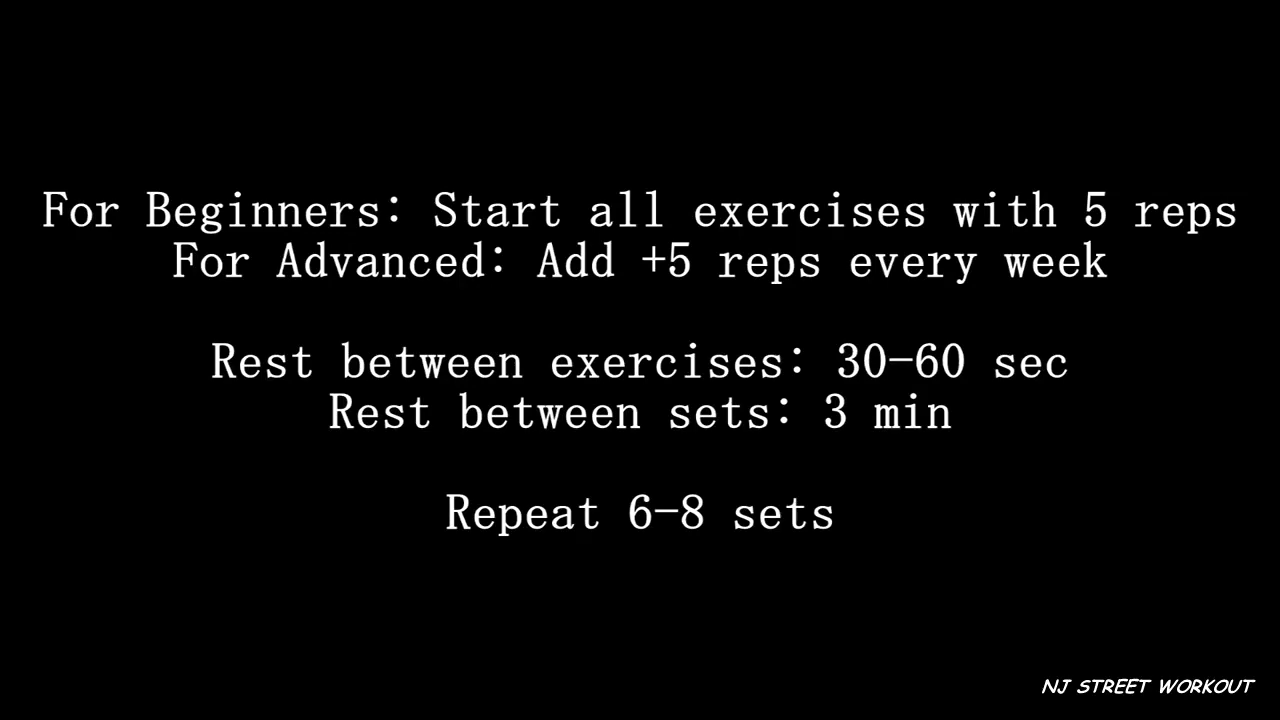 For Beginners: Start all exercises with 5 reps
For Advanced: Add +5 reps every week
Rest between exercises: 30-60 sec
Rest between sets: 3 min
Repeat 6-8 sets
NJ STREET WORKOUT